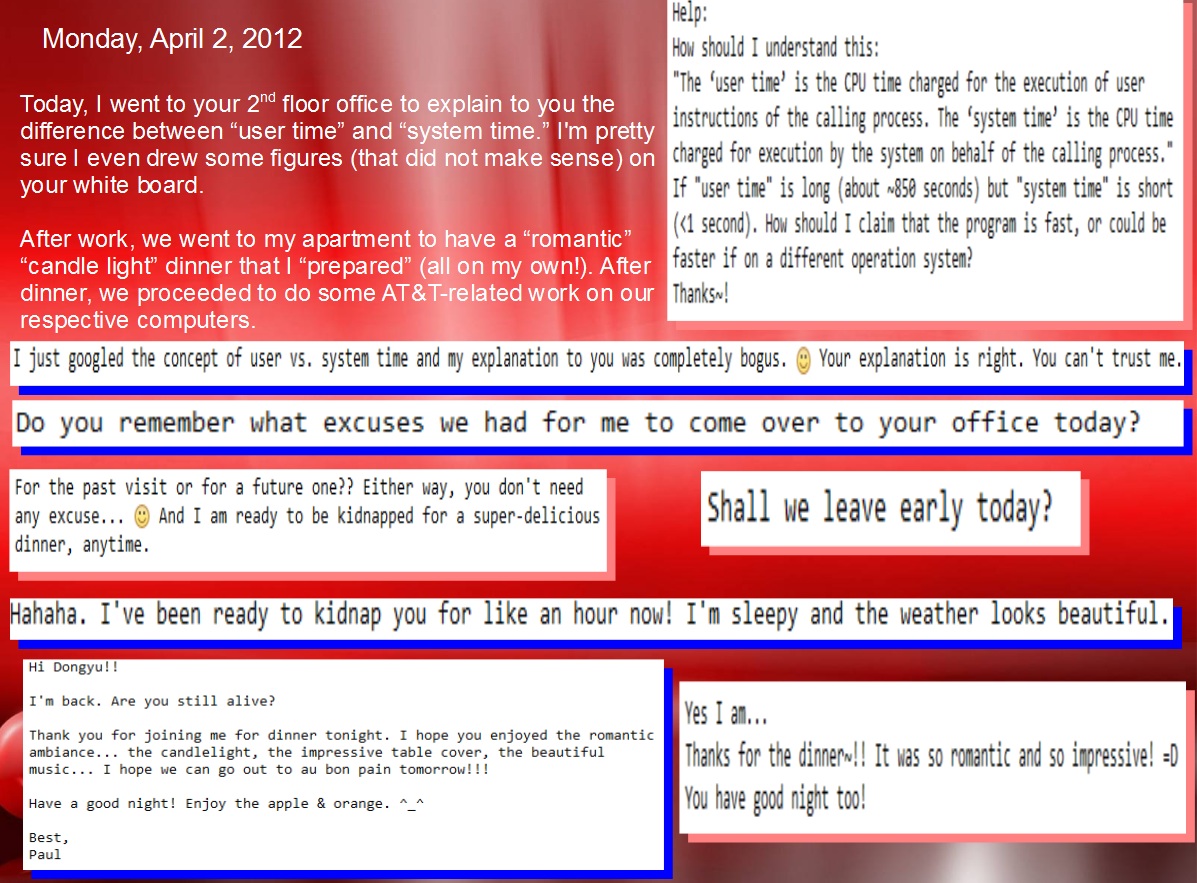 Monday, April 2, 2012
Today, I went to your 2nd floor office to explain to you the
difference between “user time” and “system time.” I'm pretty
sure I even drew some figures (that did not make sense) on
your white board.
After work, we went to my apartment to have a “romantic”
“candle light” dinner that I “prepared” (all on my own!). After
dinner, we proceeded to do some AT&T-related work on our
respective computers.
Help:
How should I understand this:
"The ‘user time’ is the CPU time charged for the execution of user
instructions of the calling process. The ‘system time’ is the CPU time
charged for execution by the system on behalf of the calling process."
If "user time" is long (about ~850 seconds) but "system time" is short
(<1 second). How should I claim that the program is fast, or could be
faster if on a different operation system?
Thanks~!
I just googled the concept of user vs. system time and my explanation to you was completely bogus. 🙂 Your explanation is right. You can't trust me.
Do you remember what excuses we had for me to come over to your office today?
For the past visit or for a future one?? Either way, you don't need
any excuse... 🙂 And I am ready to be kidnapped for a super-delicious
dinner, anytime.
Shall we leave early today?
Hahaha. I've been ready to kidnap you for like an hour now! I'm sleepy and the weather looks beautiful.
Hi Dongyu!!
I'm back. Are you still alive?
Thank you for joining me for dinner tonight. I hope you enjoyed the romantic
ambiance... the candlelight, the impressive table cover, the beautiful
music... I hope we can go out to au bon pain tomorrow!!!
Have a good night! Enjoy the apple & orange. ^_^
Best,
Paul
Yes I am...
Thanks for the dinner~!! It was so romantic and so impressive! =D
You have good night too!